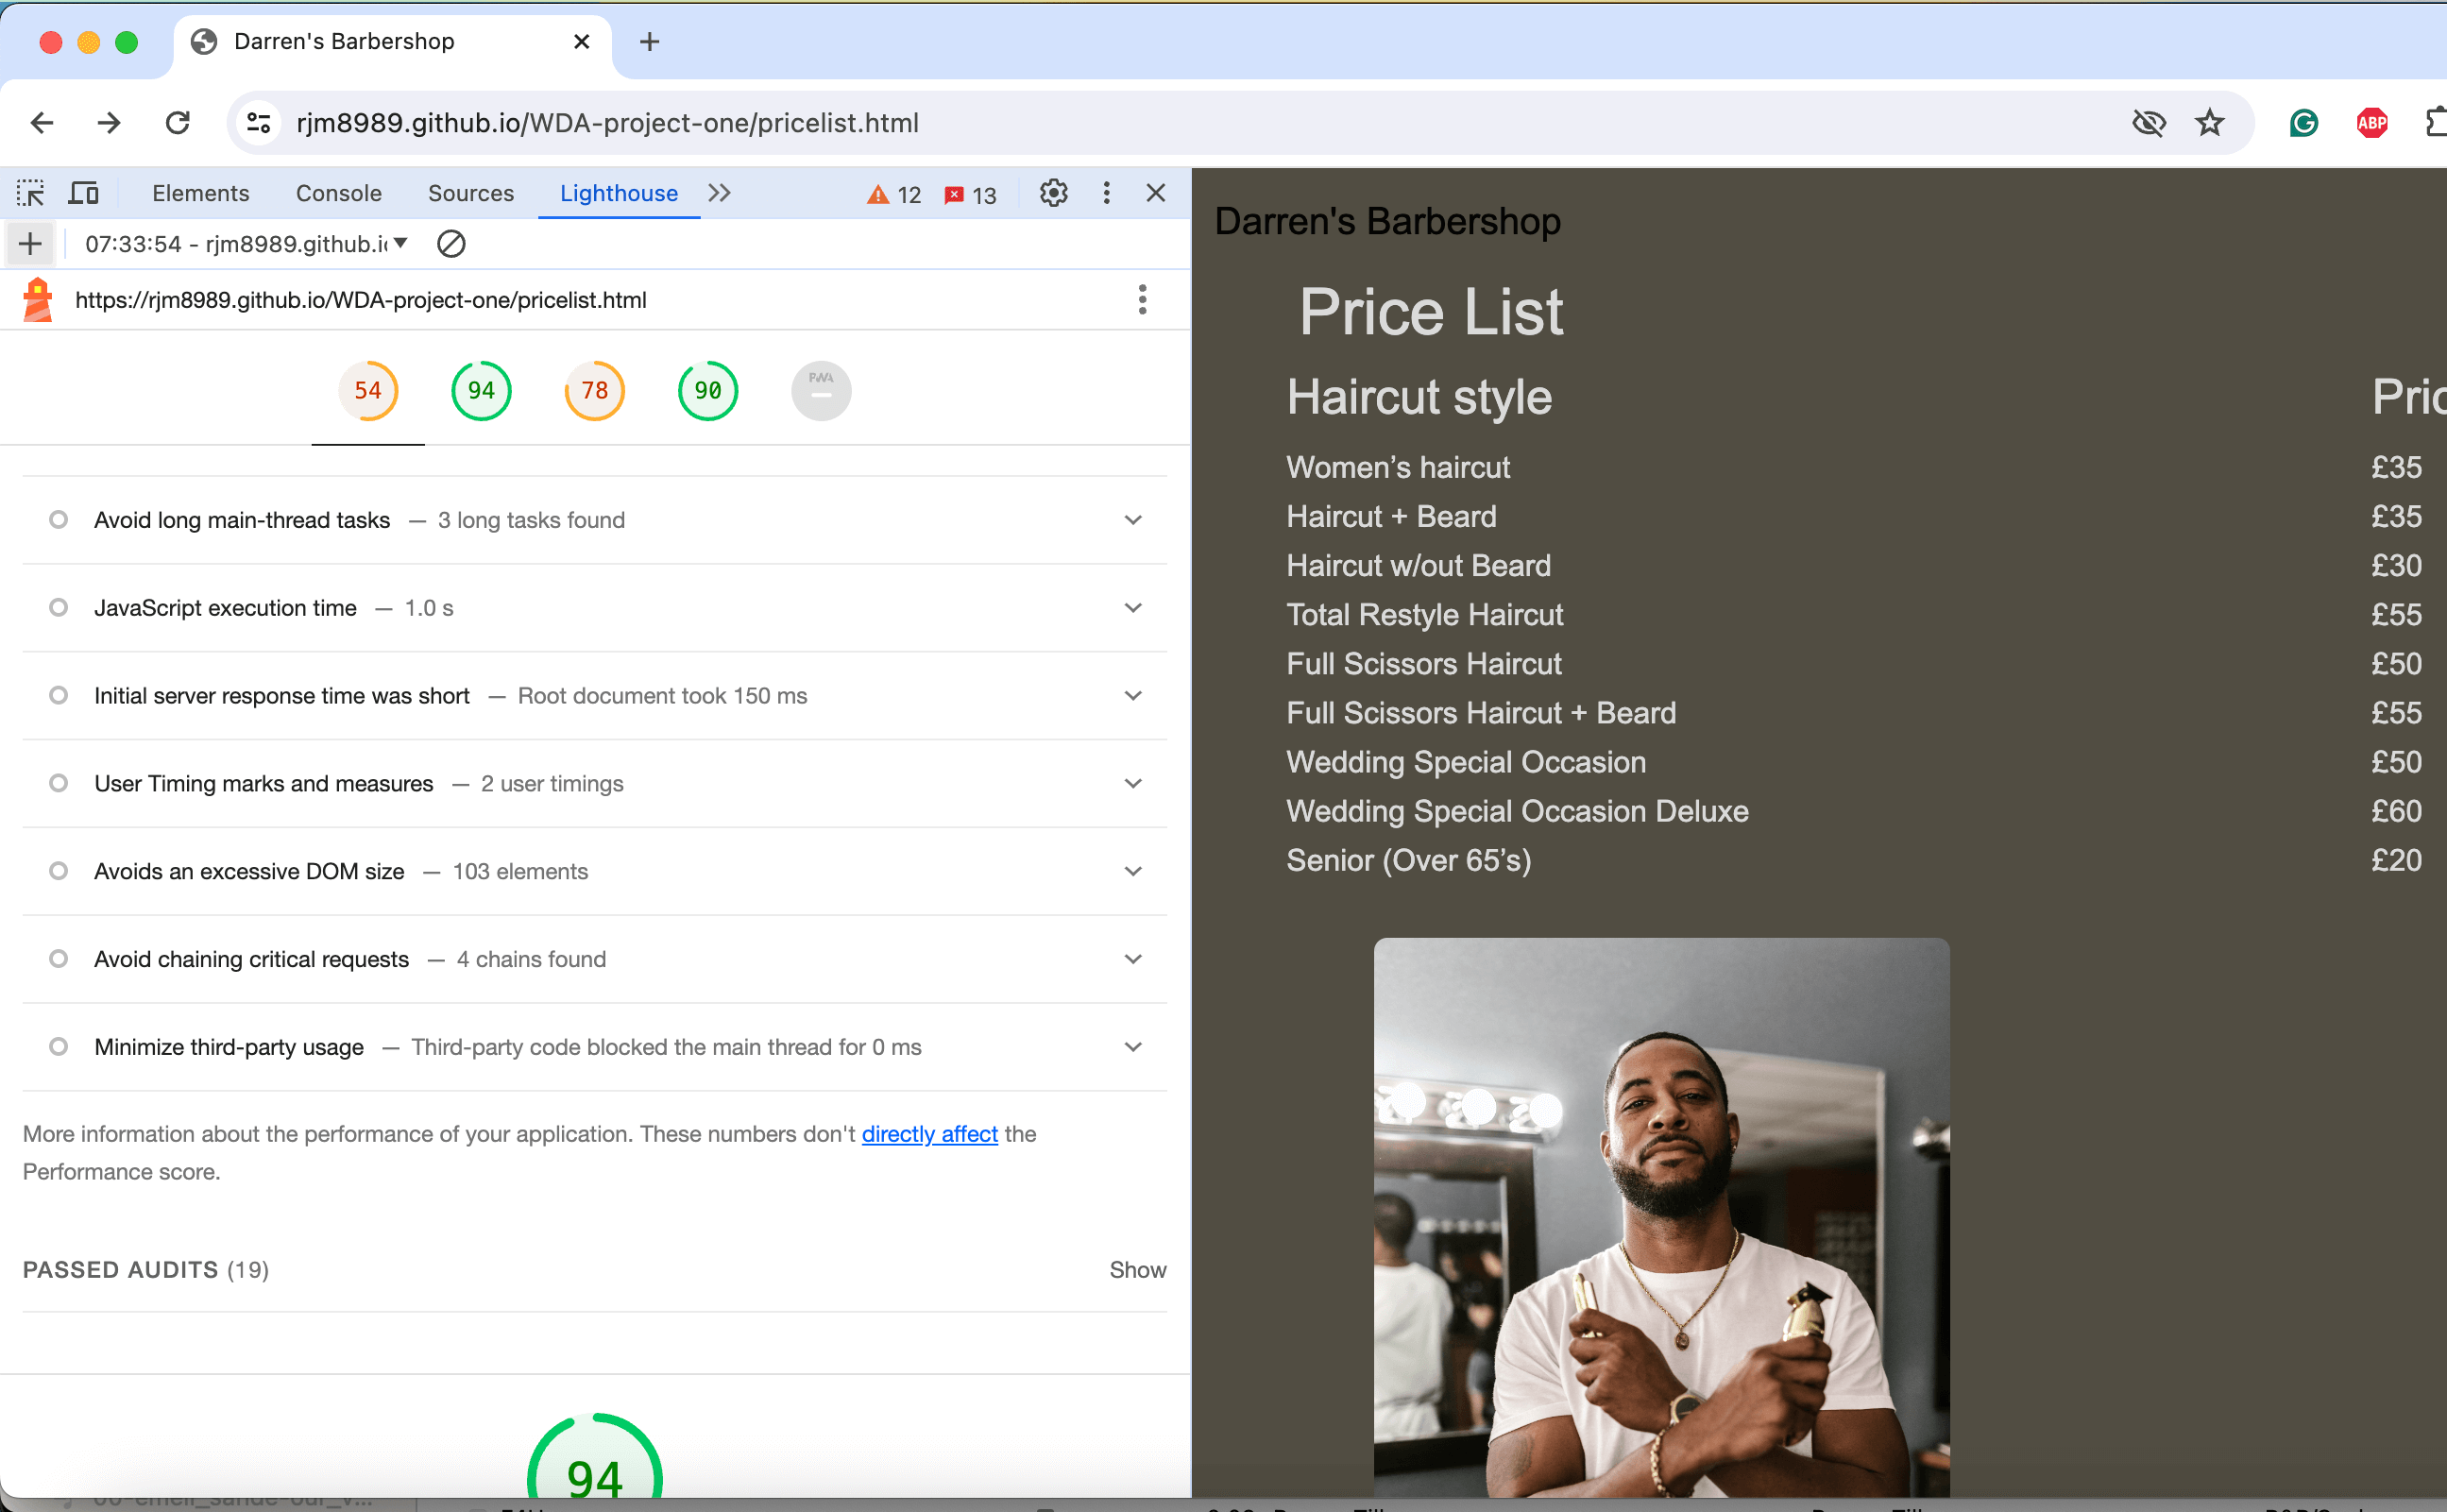 Darren's Barbershop
rjm8989.github.io/WDA-project-one/pricelist.html
ABP
Elements Console Sources Lighthouse 12 13
07:33:54 - rjm8989.github.i
https://rjm8989.github.io/WDA-project-one/pricelist.html
54 94 78 90 PWA
Avoid long main-thread tasks — 3 long tasks found
JavaScript execution time — 1.0 s
Initial server response time was short — Root document took 150 ms
User Timing marks and measures — 2 user timings
Avoids an excessive DOM size — 103 elements
Avoid chaining critical requests — 4 chains found
Minimize third-party usage — Third-party code blocked the main thread for 0 ms
More information about the performance of your application. These numbers don't directly affect the
Performance score.
PASSED AUDITS (19) Show
94
Darren's Barbershop
Price List
Haircut style Pric
Women’s haircut £35
Haircut + Beard £35
Haircut w/out Beard £30
Total Restyle Haircut £55
Full Scissors Haircut £50
Full Scissors Haircut + Beard £55
Wedding Special Occasion £50
Wedding Special Occasion Deluxe £60
Senior (Over 65’s) £20